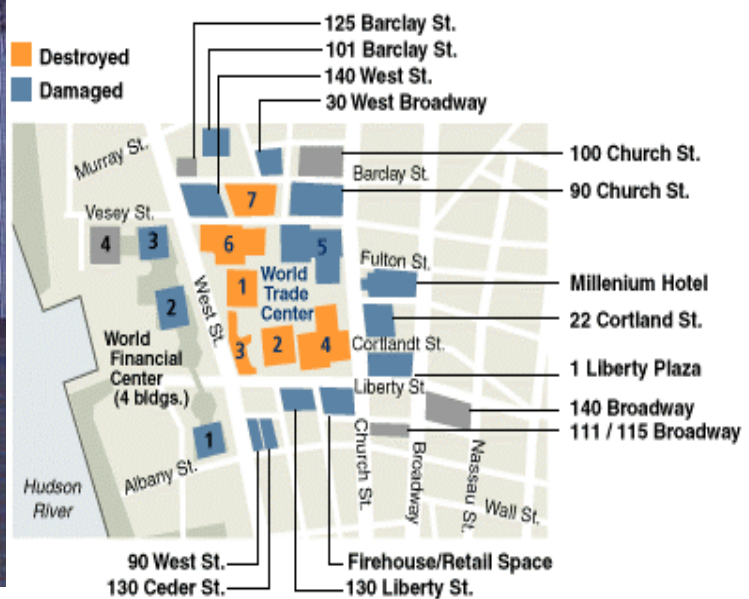 125 Barclay St.
101 Barclay St.
140 West St.
30 West Broadway
Destroyed
Damaged
Murray St.
Barclay St.
100 Church St.
90 Church St.
7
Vesey St.
4
3
6
5
Fulton St.
1
World
Trade
Center
Millenium Hotel
2
West St.
22 Cortland St.
World
Financial
Center
(4 bldgs.)
3
2
4
Cortlandt St.
1 Liberty Plaza
Liberty St
140 Broadway
111 / 115 Broadway
1
Albany St.
Church St.
Broadway
Nassau St.
Wall St.
Hudson
River
90 West St.
130 Ceder St.
Firehouse/Retail Space
130 Liberty St.